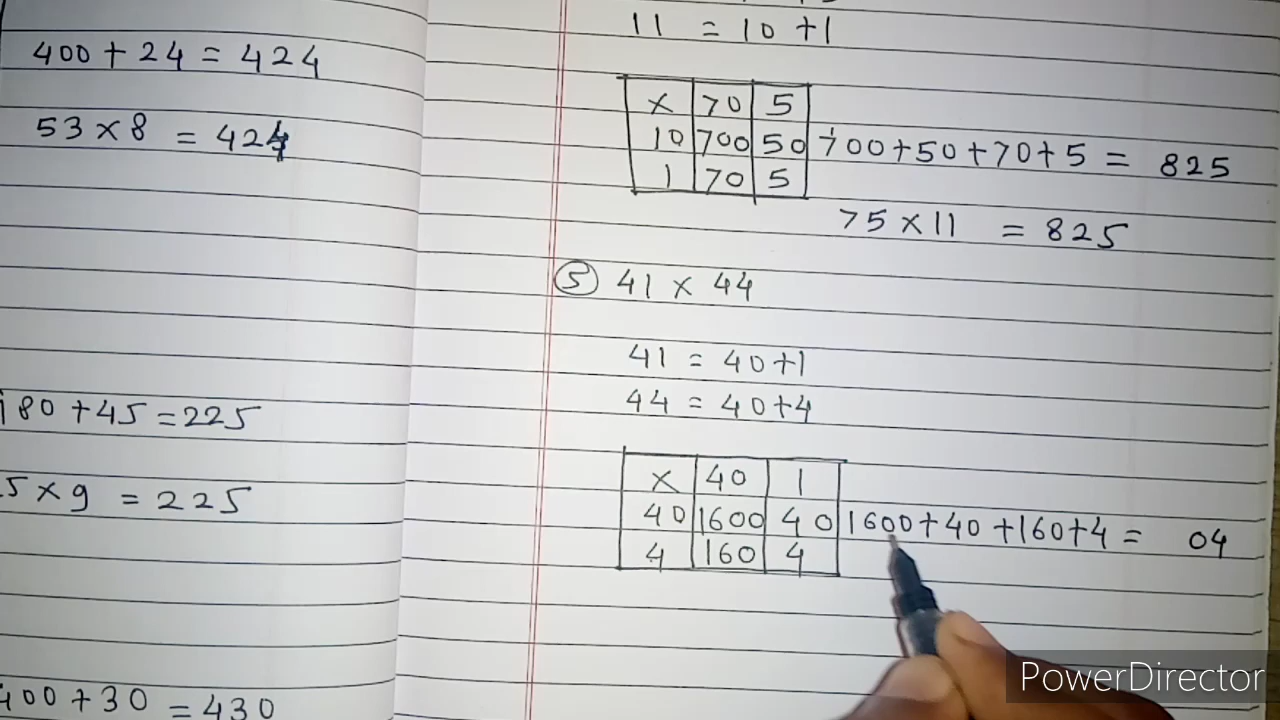 400 + 24 = 424
53 × 8 = 424
180 + 45 = 225
5 × 9 = 225
400 + 30 = 430
11 = 10 + 1
× 70 5
10 700 50 700 + 50 + 70 + 5 = 825
1 70 5
75 × 11 = 825
5 41 × 44
41 = 40 + 1
44 = 40 + 4
× 40 1
40 1600 40 1600 + 40 + 160 + 4 = 04
4 160 4
PowerDirector